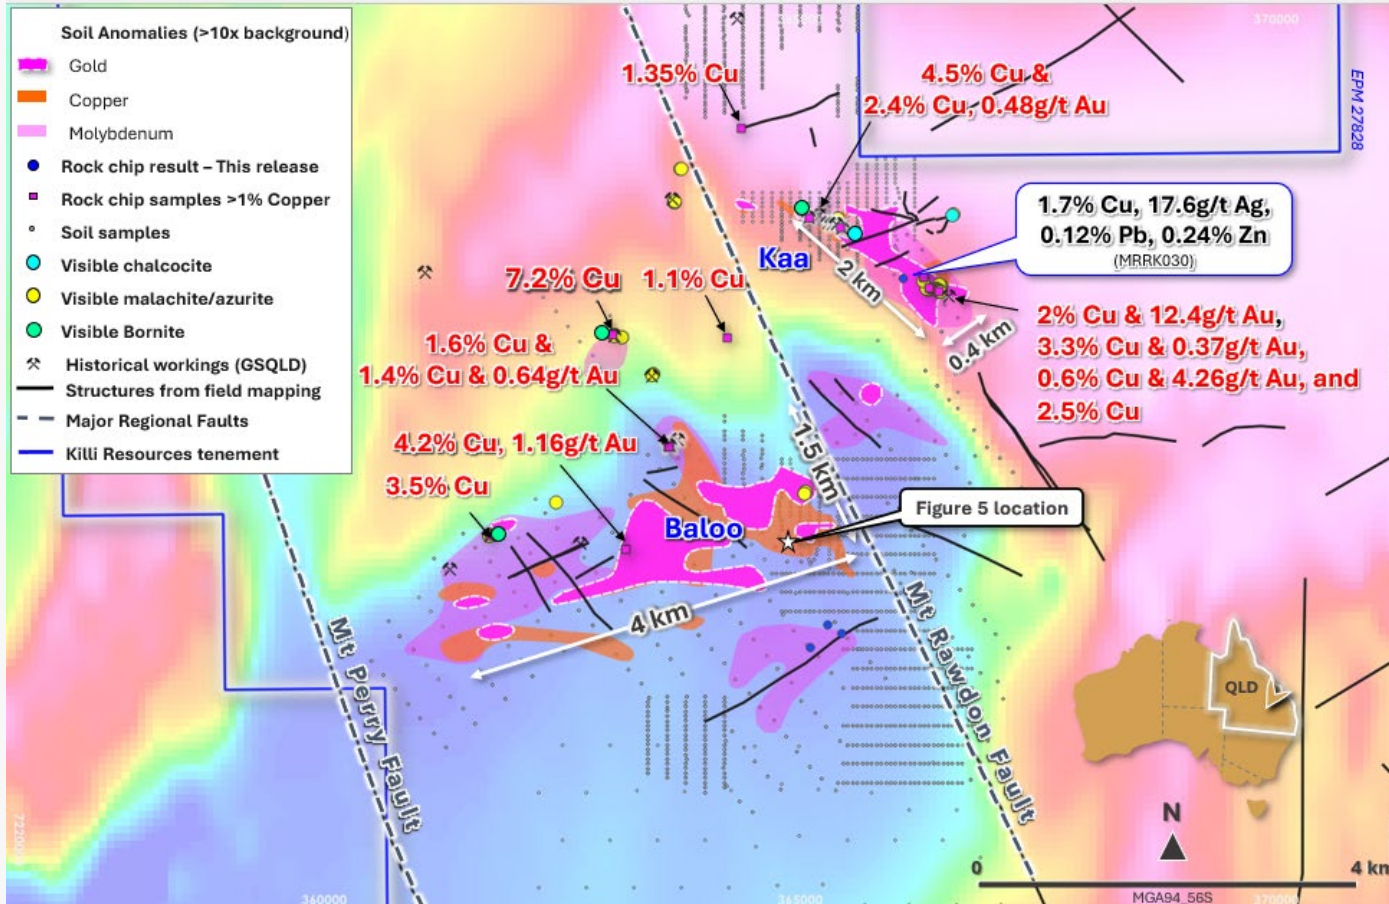 Soil Anomalies (>10x background)
Gold
Copper
Molybdenum
Rock chip result – This release
Rock chip samples >1% Copper
Soil samples
Visible chalcocite
Visible malachite/azurite
Visible Bornite
Historical workings (GSQLD)
Structures from field mapping
Major Regional Faults
Killi Resources tenement
365000
370000
EPM 27828
1.35% Cu
4.5% Cu &
2.4% Cu, 0.48g/t Au
1.7% Cu, 17.6g/t Ag,
0.12% Pb, 0.24% Zn
(MRRK030)
Kaa
2 km
0.4 km
7.2% Cu
1.1% Cu
2% Cu & 12.4g/t Au,
3.3% Cu & 0.37g/t Au,
0.6% Cu & 4.26g/t Au, and
2.5% Cu
1.6% Cu &
1.4% Cu & 0.64g/t Au
4.2% Cu, 1.16g/t Au
3.5% Cu
1.5 km
Baloo
Figure 5 location
4 km
Mt Perry Fault
Mt Rawdon Fault
QLD
N
0
4 km
MGA94_56S
360000
365000
370000